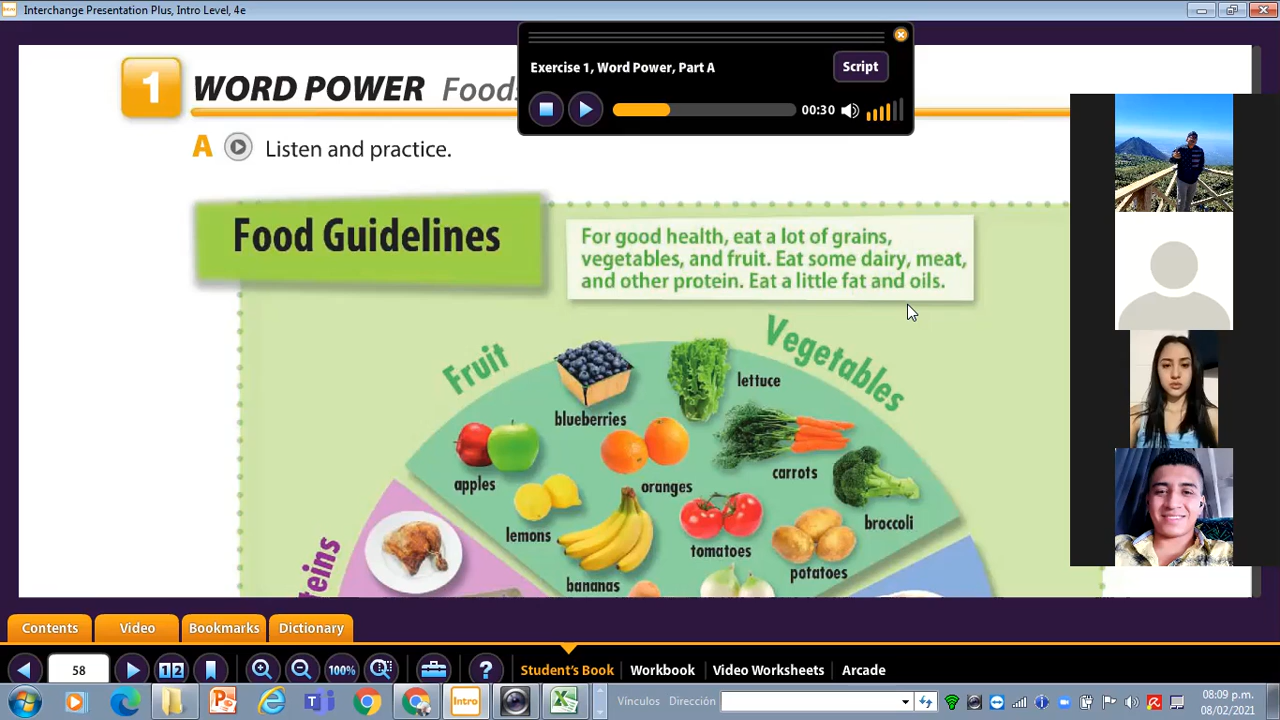 Interchange Presentation Plus, Intro Level, 4e
Exercise 1, Word Power, Part A
Script
00:30
1 WORD POWER Foods
A Listen and practice.
Food Guidelines
For good health, eat a lot of grains,
vegetables, and fruit. Eat some dairy, meat,
and other protein. Eat a little fat and oils.
Fruit
Vegetables
blueberries
lettuce
apples
oranges
carrots
lemons
tomatoes
broccoli
bananas
potatoes
Contents
Video
Bookmarks
Dictionary
58
12
100%
Student's Book
Workbook
Video Worksheets
Arcade
Intro
Vínculos
Dirección
08:09 p.m.
08/02/2021